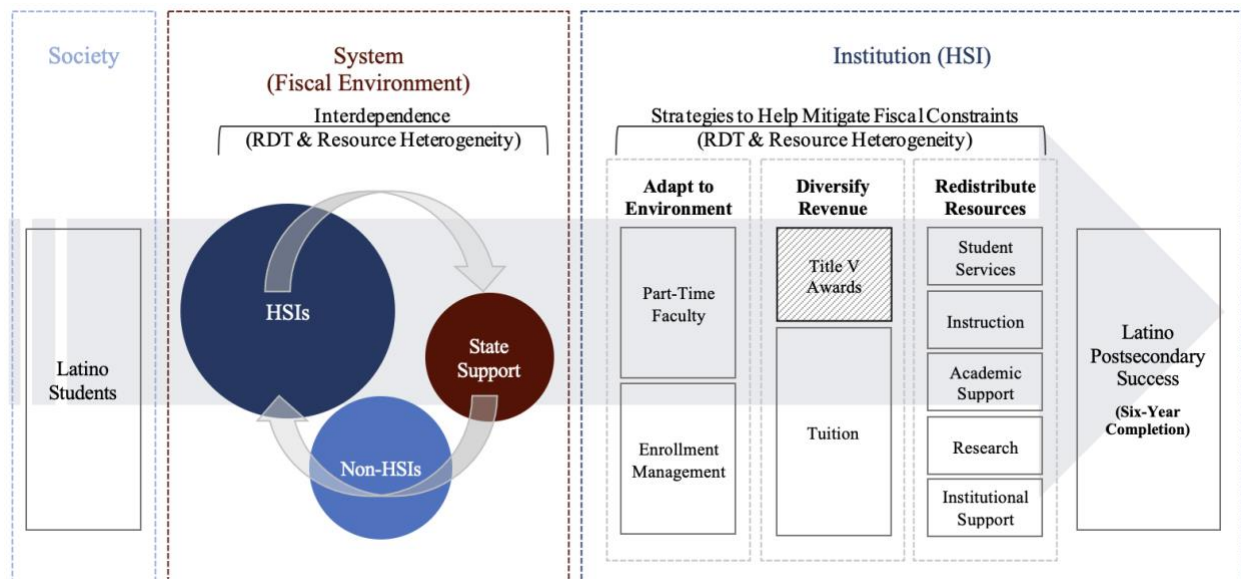 Society
Latino
Students
System
(Fiscal Environment)
Interdependence
(RDT & Resource Heterogeneity)
HSIs
State
Support
Non-HSIs
Institution (HSI)
Strategies to Help Mitigate Fiscal Constraints
(RDT & Resource Heterogeneity)
Adapt to
Environment
Part-Time
Faculty
Enrollment
Management
Diversify
Revenue
Title V
Awards
Tuition
Redistribute
Resources
Student
Services
Instruction
Academic
Support
Research
Institutional
Support
Latino
Postsecondary
Success
(Six-Year
Completion)